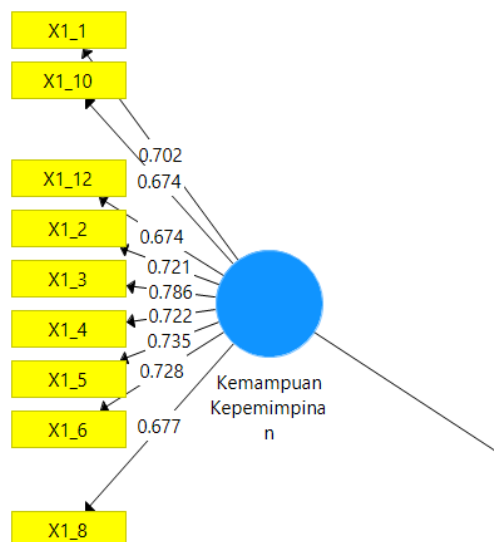 X1_1
X1_10
0.702
0.674
X1_12
0.674
X1_2
0.721
X1_3
0.786
X1_4
0.722
0.735
X1_5
0.728
Kemampuan
Kepemimpina
n
X1_6
0.677
X1_8